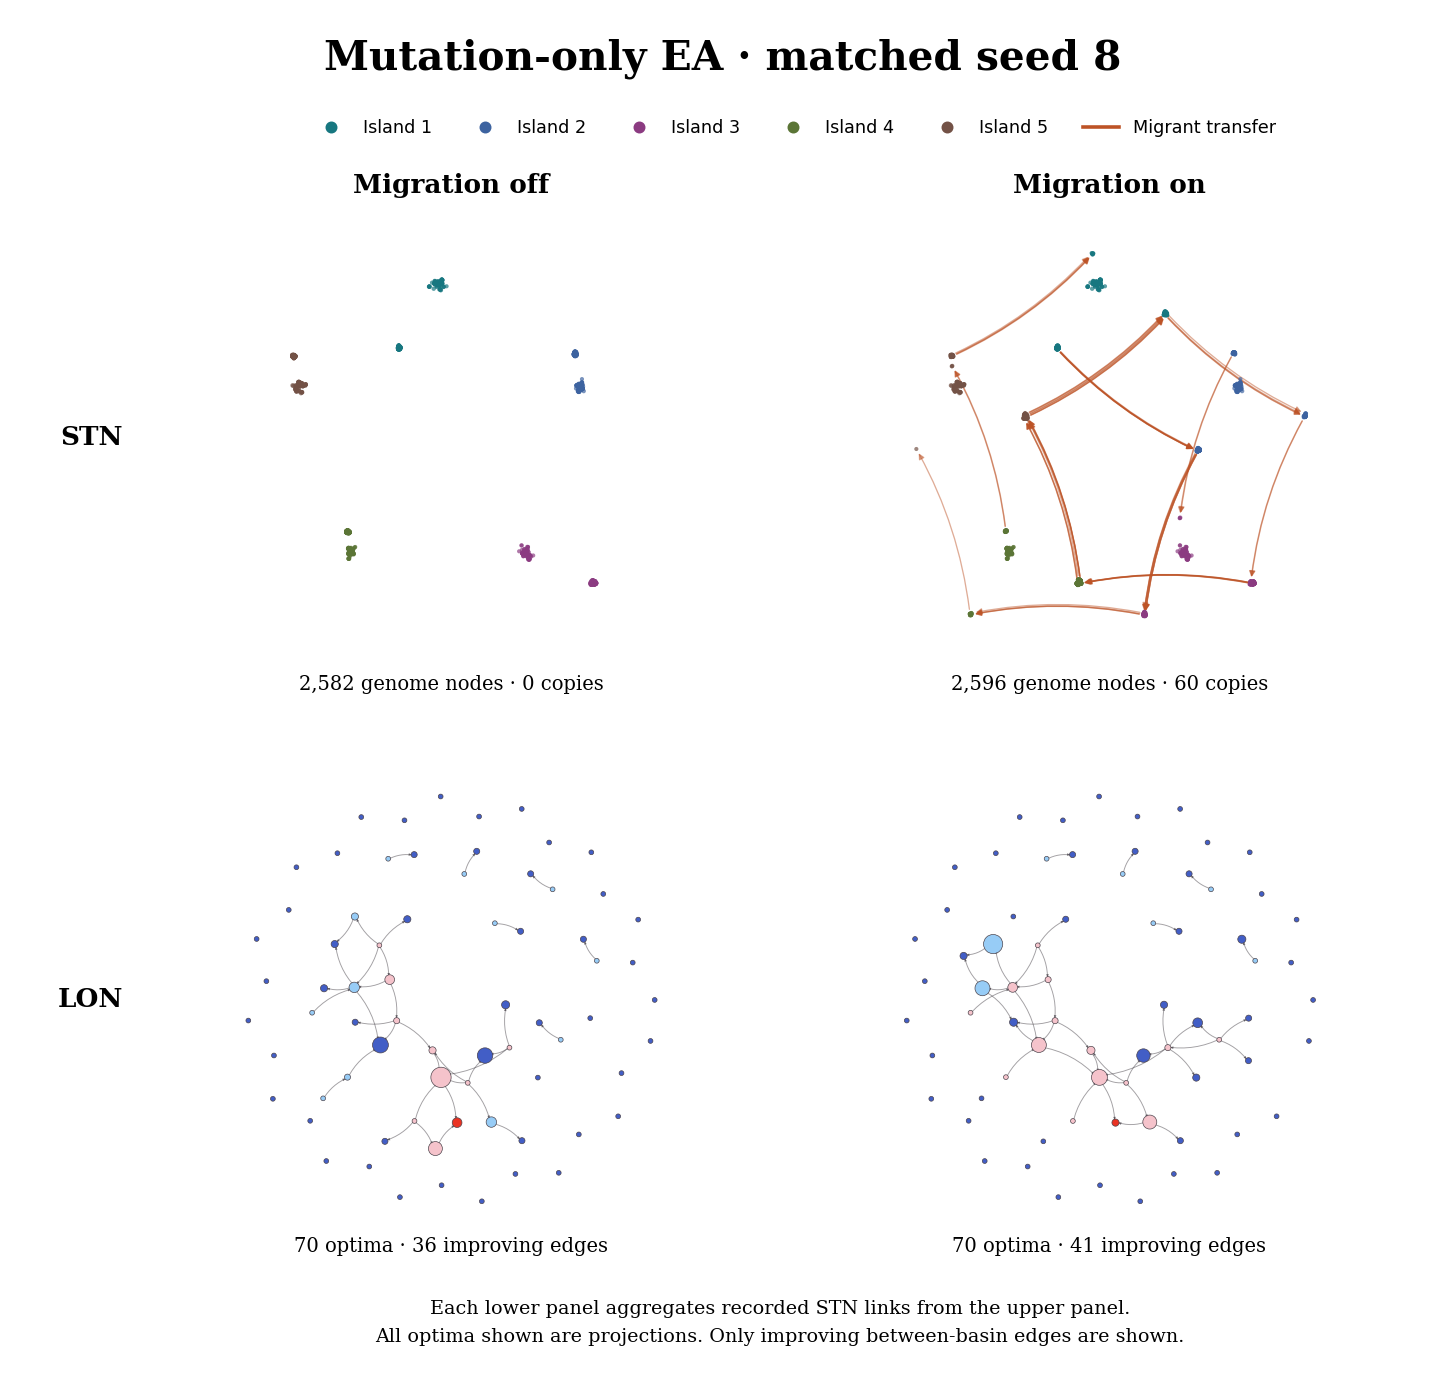 Mutation-only EA · matched seed 8
Island 1 Island 2 Island 3 Island 4 Island 5 Migrant transfer
Migration off Migration on
STN
2,582 genome nodes · 0 copies 2,596 genome nodes · 60 copies
LON
70 optima · 36 improving edges 70 optima · 41 improving edges
Each lower panel aggregates recorded STN links from the upper panel.
All optima shown are projections. Only improving between-basin edges are shown.